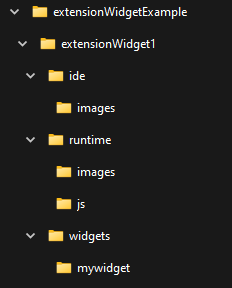 extensionWidgetExample
extensionWidget1
ide
images
runtime
images
js
widgets
mywidget